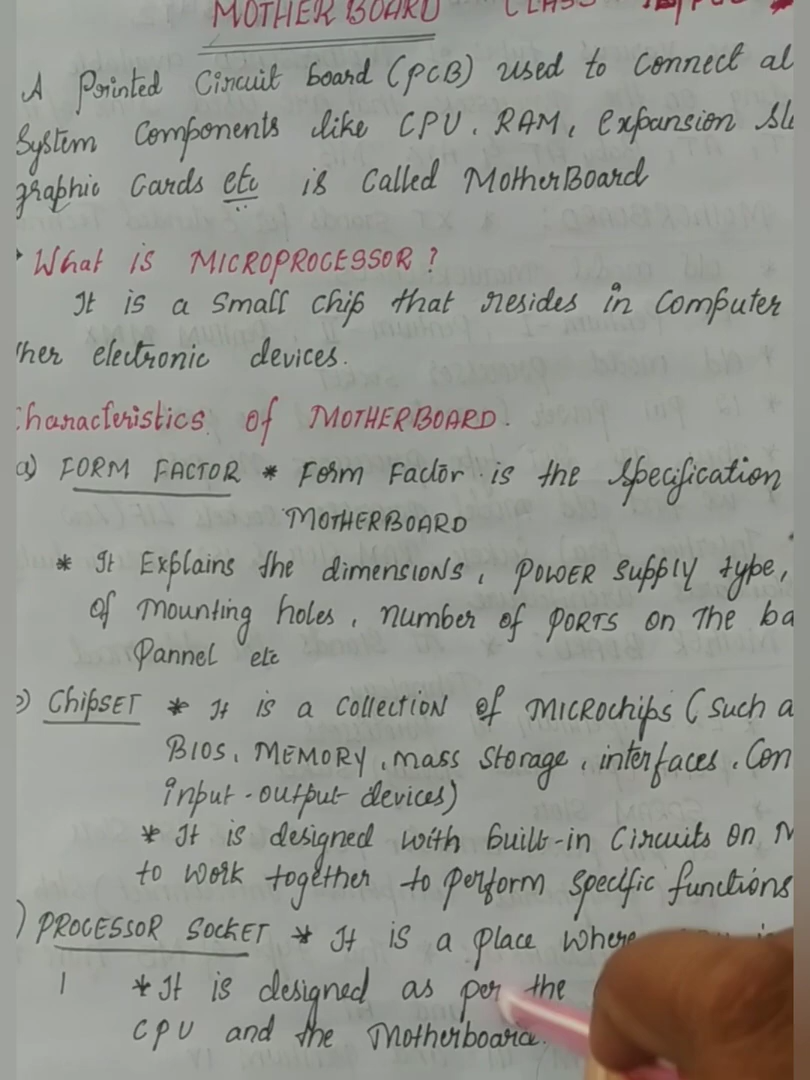 MOTHER BOARD CLASS
A Printed Circuit board (PCB) used to Connect al
System Components like CPU, RAM, Expansion Sl
graphic Cards etc is Called MotherBoard
What is MICROPROCESSOR ?
It is a Small chip that resides in Computer
ther electronic devices.
Characteristics of MOTHERBOARD.
a) FORM FACTOR * Form Factor is the Specification
MOTHERBOARD
* It Explains the dimensions, POWER Supply type,
of Mounting holes, number of PORTS on The ba
Pannel etc
b) ChipSET * It is a Collection of MICROchips (Such a
BIOS, MEMORY, mass Storage, interfaces, Con
input-output devices)
* It is designed with built-in Circuits on M
to work together to perform Specific functions
) PROCESSOR SOCKET * It is a place where
* It is designed as per the
CPU and the Motherboard.